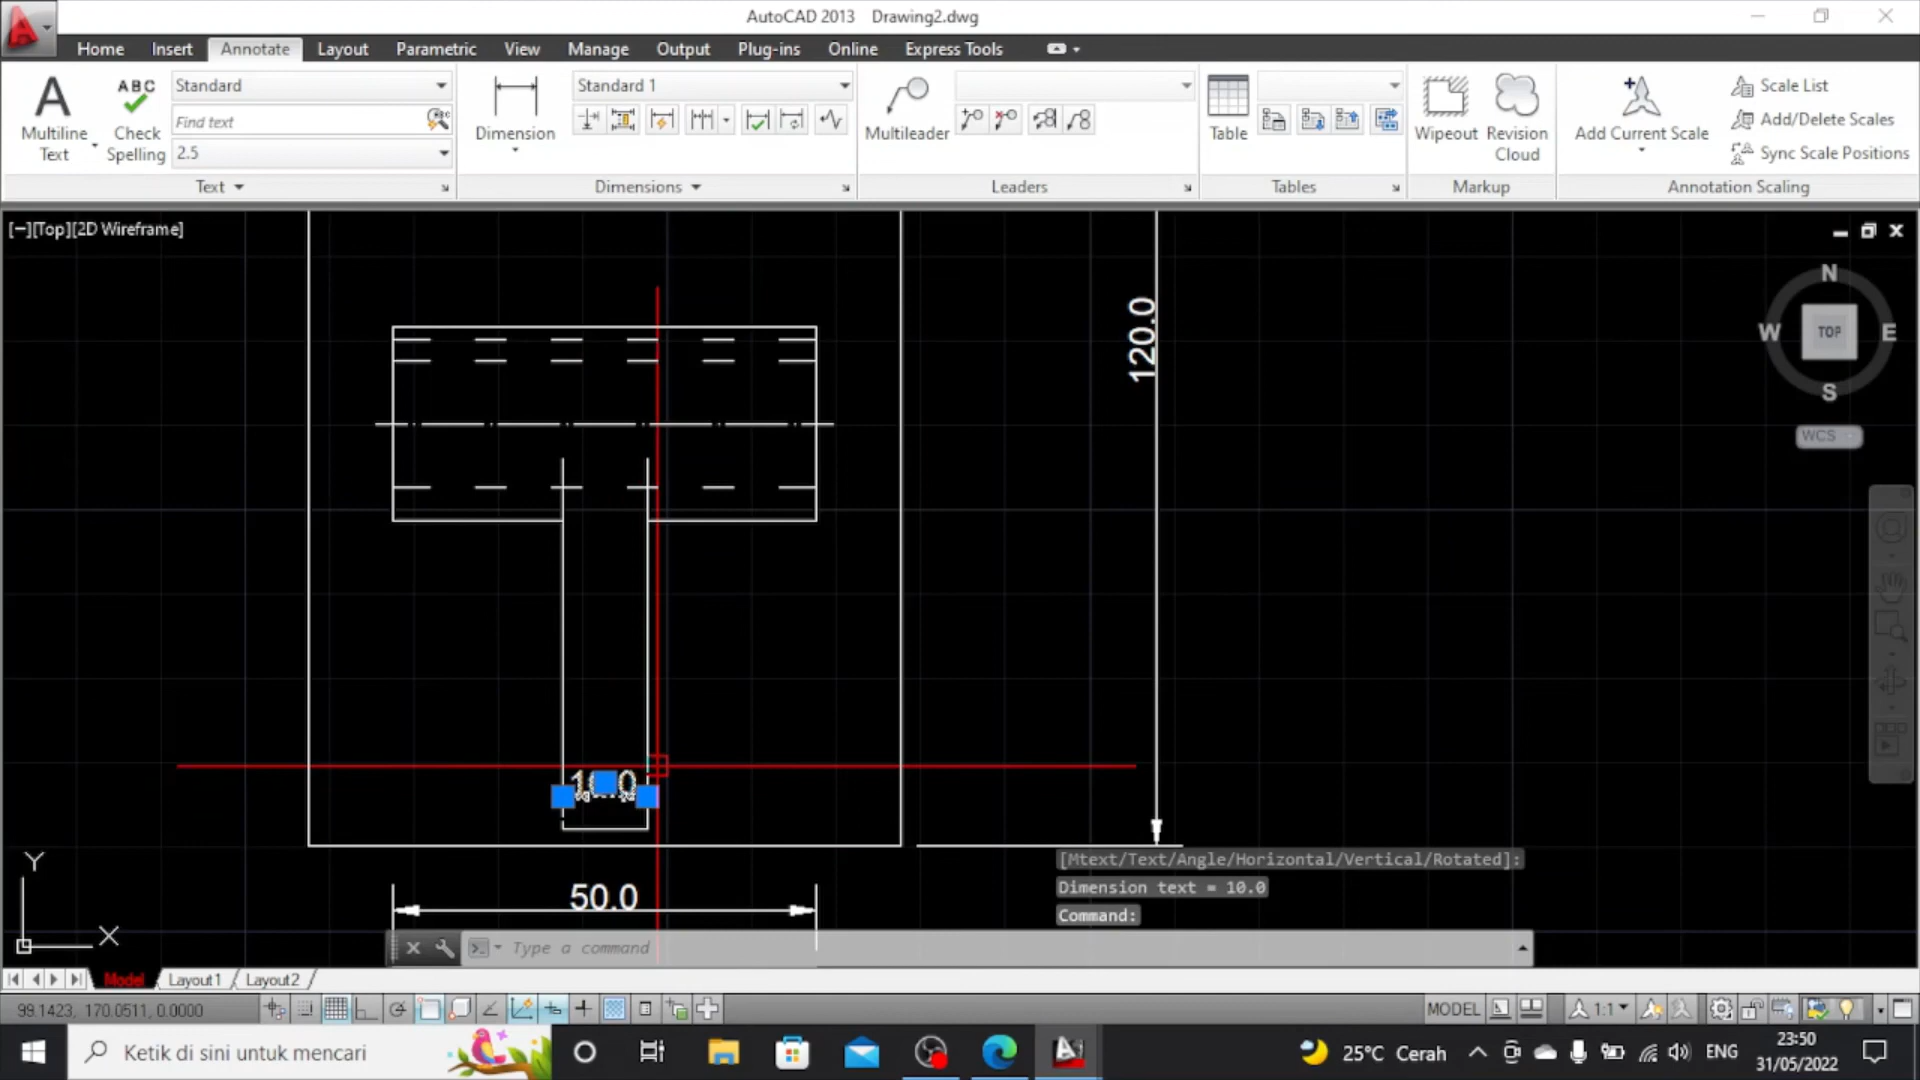 AutoCAD 2013 Drawing2.dwg
Home Insert Annotate Layout Parametric View Manage Output Plug-ins Online Express Tools
Multiline Text
ABC Check Spelling
Standard
Find text
2.5
Text
Dimension
Standard 1
Dimensions
Multileader
Leaders
Table
Tables
Wipeout
Revision Cloud
Markup
Add Current Scale
Scale List
Add/Delete Scales
Sync Scale Positions
Annotation Scaling
[−][Top][2D Wireframe]
N
W TOP E
S
WCS
120.0
10.0
50.0
Y
X
[Mtext/Text/Angle/Horizontal/Vertical/Rotated]:
Dimension text = 10.0
Command:
Type a command
Model Layout1 Layout2
99.1423, 170.0511, 0.0000
MODEL 1:1
Ketik di sini untuk mencari
25°C Cerah
ENG
23:50
31/05/2022